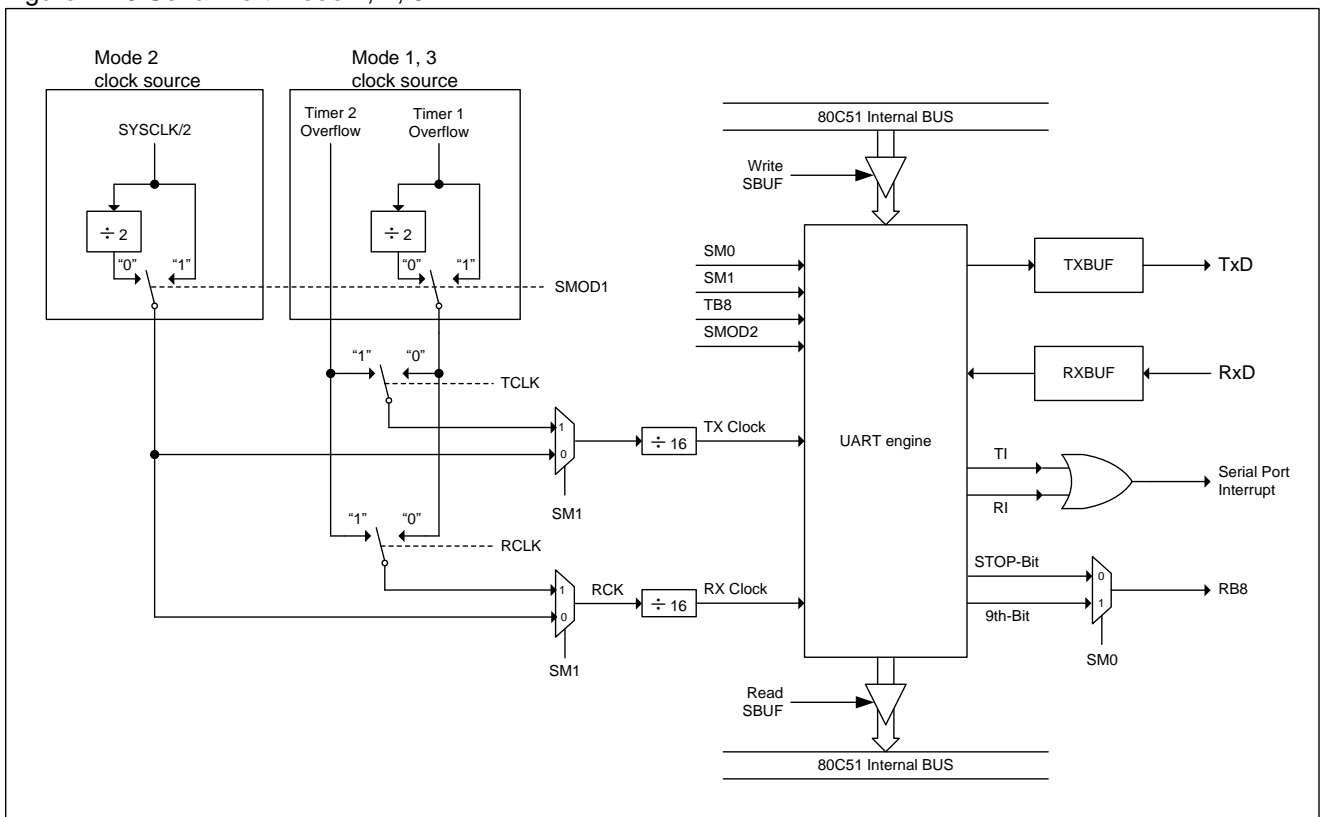 Mode 2
clock source
Mode 1, 3
clock source
SYSCLK/2
Timer 2
Overflow
Timer 1
Overflow
÷ 2
÷ 2
“0”
“1”
“0”
“1”
SMOD1
“1”
“0”
TCLK
1
0
SM1
÷ 16
TX Clock
“1”
“0”
RCLK
1
0
SM1
RCK
÷ 16
RX Clock
80C51 Internal BUS
Write
SBUF
SM0
SM1
TB8
SMOD2
UART engine
TXBUF
TxD
RXBUF
RxD
TI
RI
Serial Port
Interrupt
STOP-Bit
9th-Bit
0
1
SM0
RB8
Read
SBUF
80C51 Internal BUS